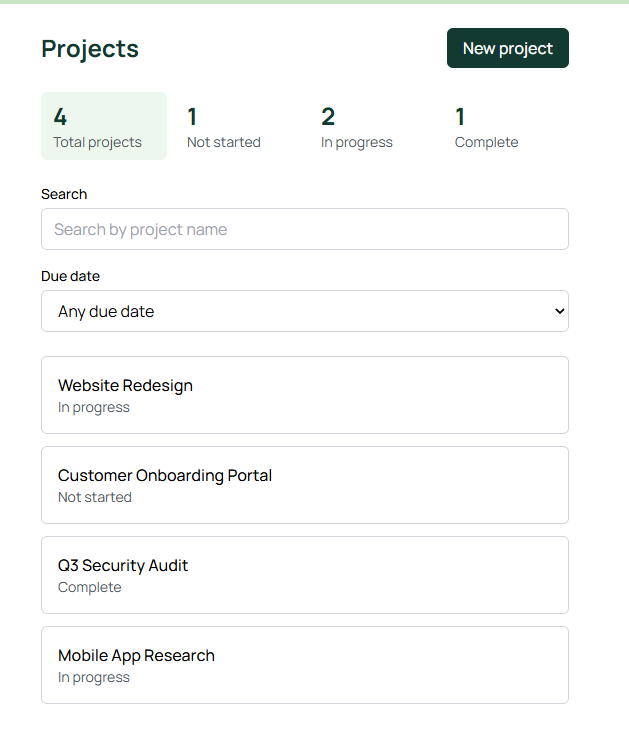 Projects
New project
4
Total projects
1
Not started
2
In progress
1
Complete
Search
Search by project name
Due date
Any due date
Website Redesign
In progress
Customer Onboarding Portal
Not started
Q3 Security Audit
Complete
Mobile App Research
In progress